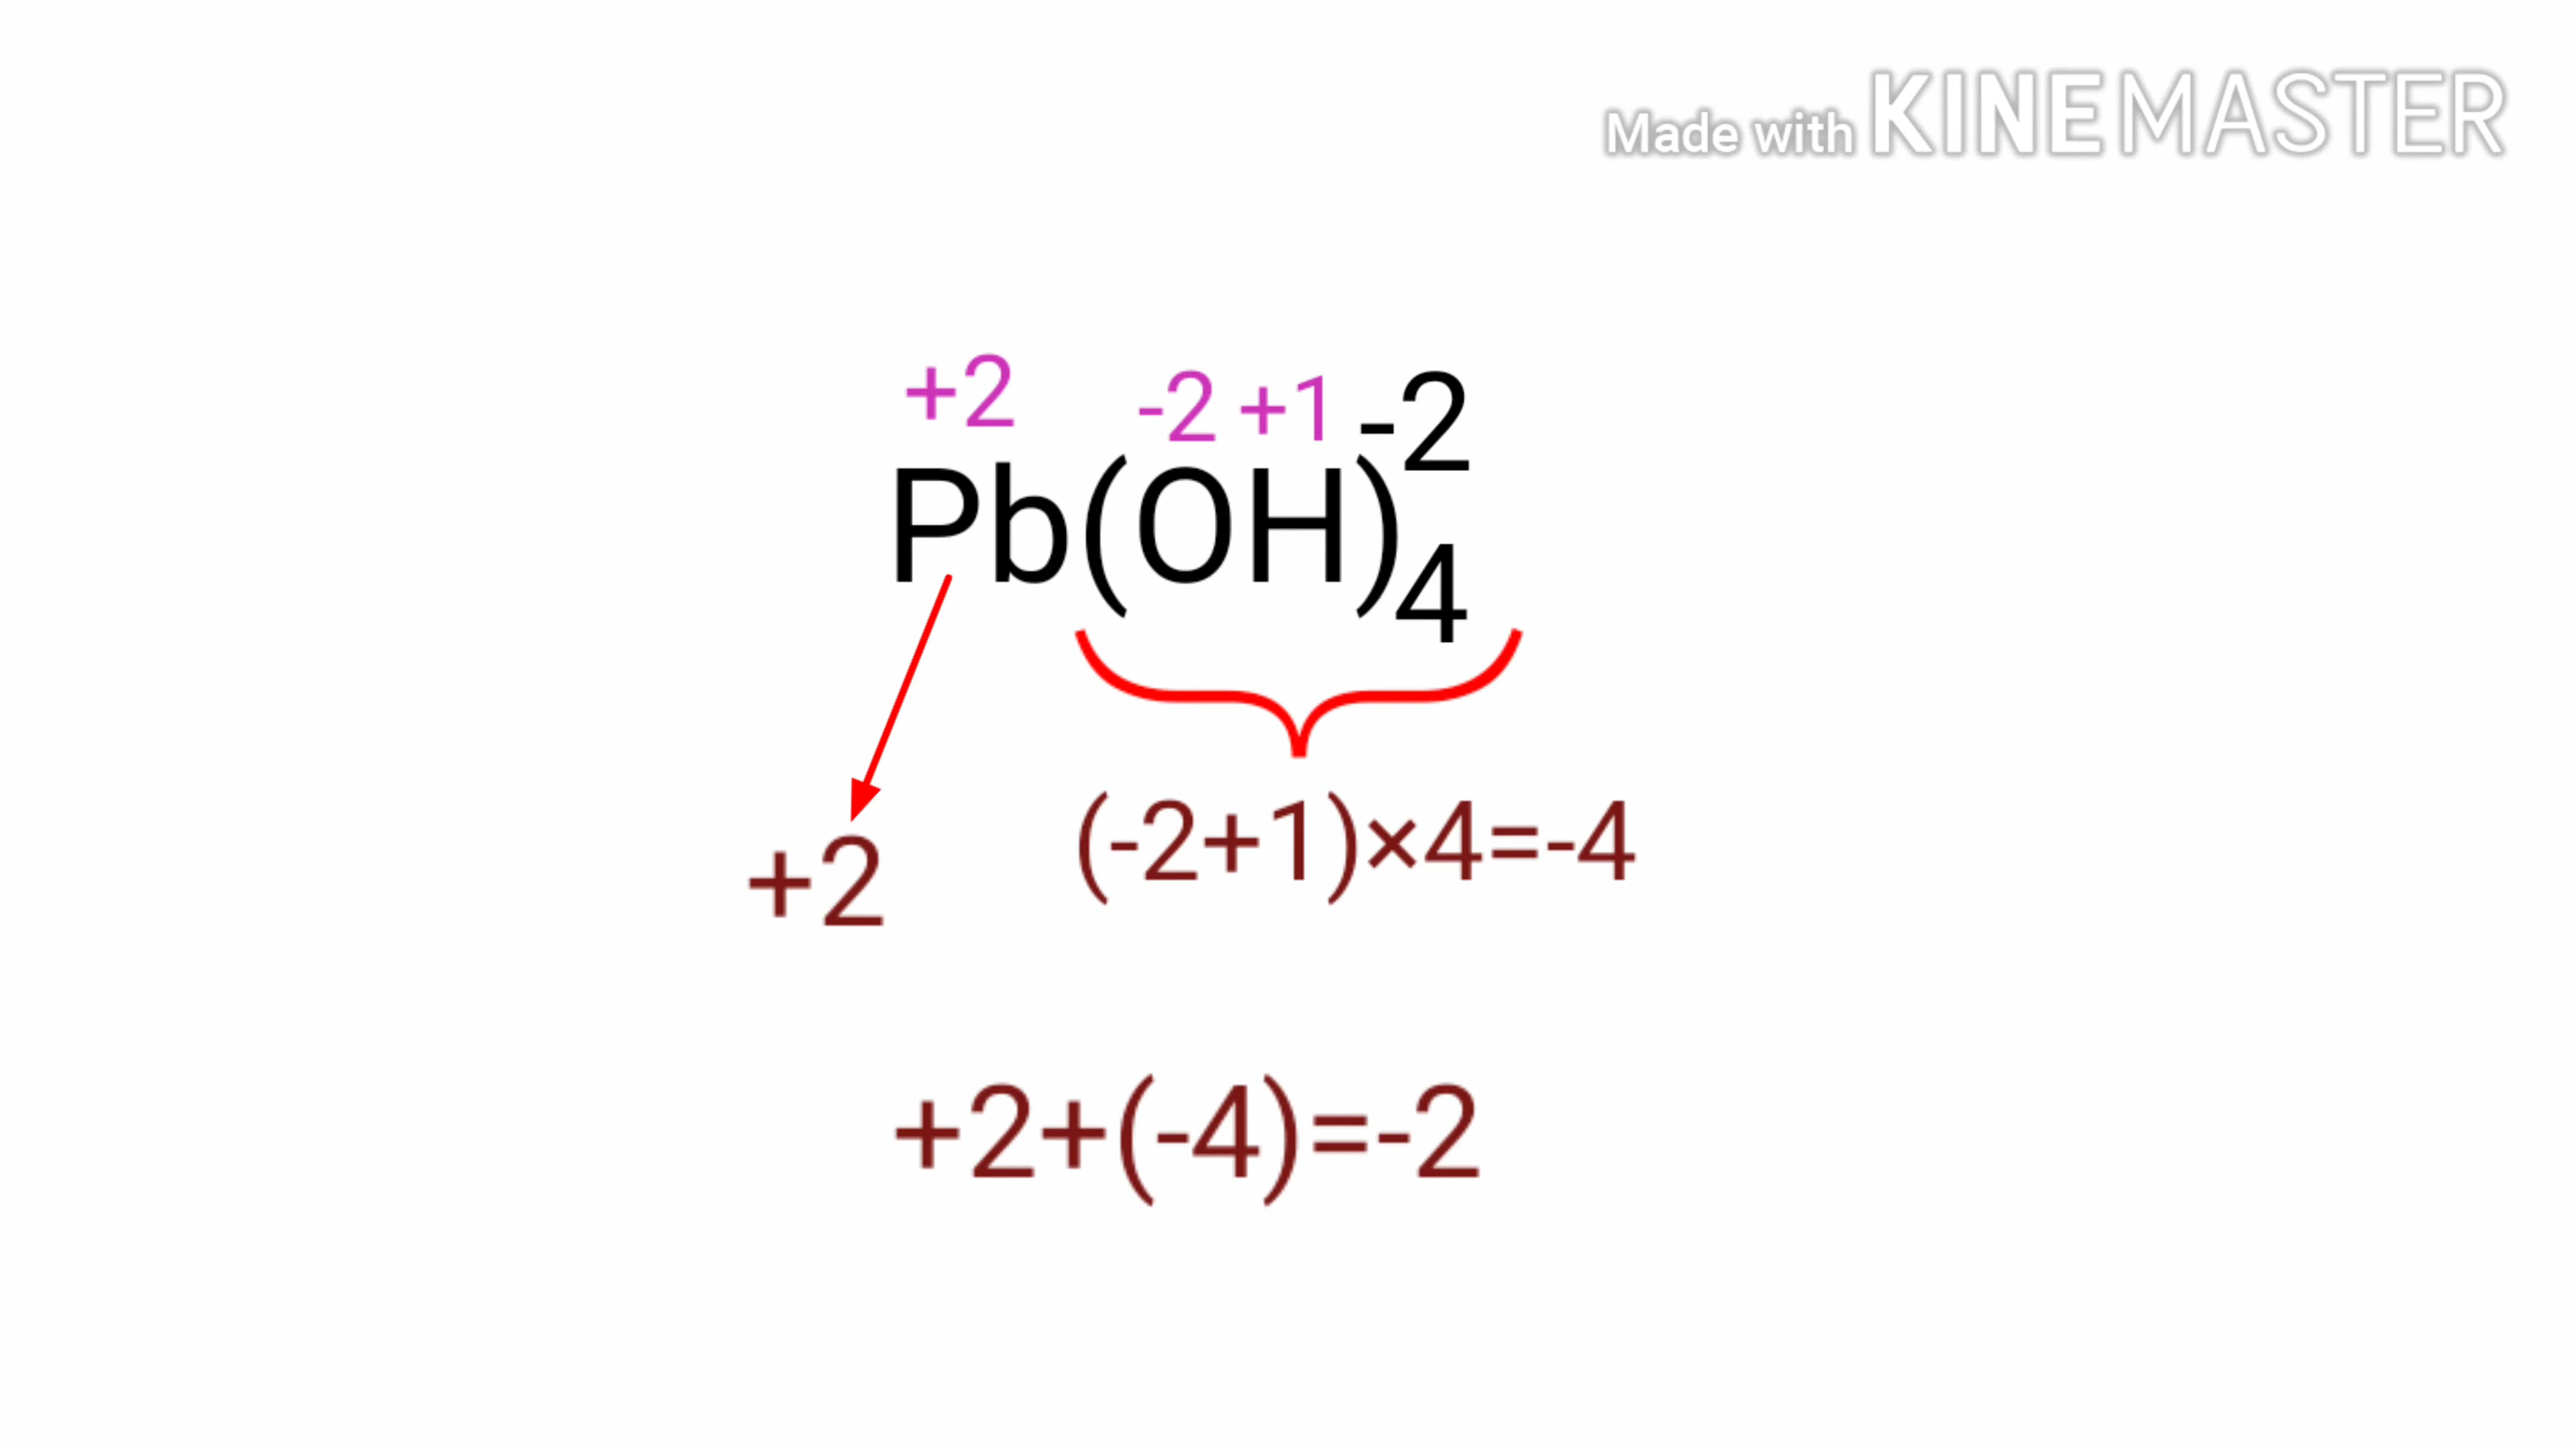 Made with KINEMASTER
+2 -2 +1 -2
Pb(OH)4
+2 (-2+1)×4=-4
+2+(-4)=-2